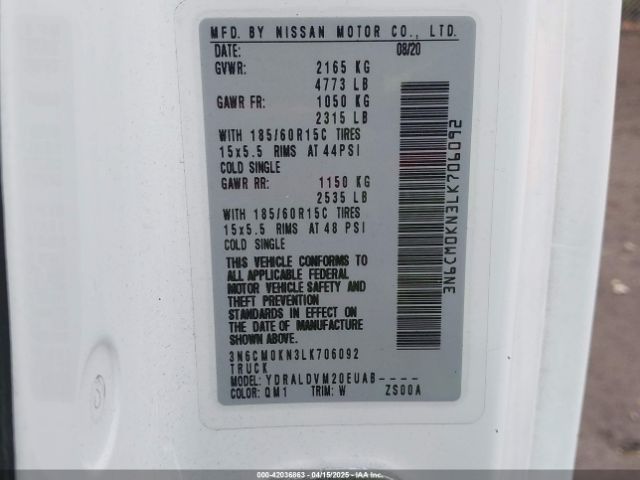 MFD. BY NISSAN MOTOR CO., LTD.
DATE: 08/20
GVWR: 2165 KG
4773 LB
GAWR FR: 1050 KG
2315 LB
WITH 185/60R15C TIRES
15x5.5 RIMS AT 44PSI
COLD SINGLE
GAWR RR: 1150 KG
2535 LB
WITH 185/60R15C TIRES
15x5.5 RIMS AT 48 PSI
COLD SINGLE
THIS VEHICLE CONFORMS TO
ALL APPLICABLE FEDERAL
MOTOR VEHICLE SAFETY AND
THEFT PREVENTION
STANDARDS IN EFFECT ON
THE DATE OF MANUFACTURE
SHOWN ABOVE.
3N6CM0KN3LK706092
TRUCK
MODEL: YDRALDVM20EUAB----
COLOR: QM1 TRIM: W ZS00A
3N6CM0KN3LK706092
000-42036863 - 04/15/2025 - IAAI.COM